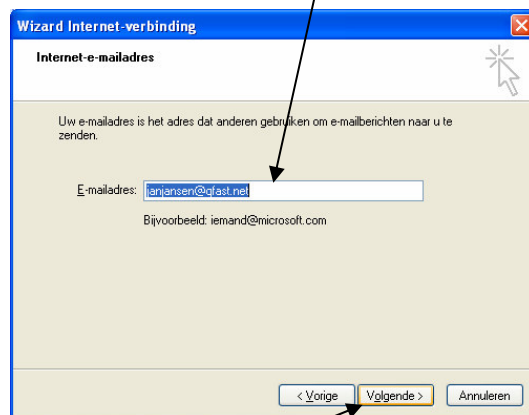 Wizard Internet-verbinding
Internet-e-mailadres
Uw e-mailadres is het adres dat anderen gebruiken om e-mailberichten naar u te
zenden.
E-mailadres: janjansen@qfast.net
Bijvoorbeeld: iemand@microsoft.com
< Vorige Volgende > Annuleren